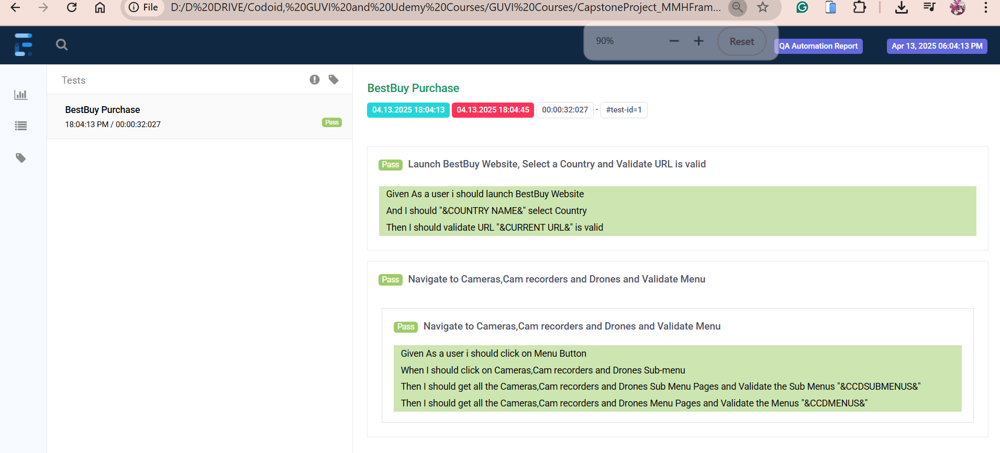 File
D:/D%20DRIVE/Codoid,%20GUVI%20and%20Udemy%20Courses/GUVI%20Courses/CapstoneProject_MMHFram...
90%
Reset
QA Automation Report
Apr 13, 2025 06:04:13 PM
Tests
BestBuy Purchase
18:04:13 PM / 00:00:32:027
Pass
BestBuy Purchase
04.13.2025 18:04:13 04.13.2025 18:04:45 00:00:32:027 · #test-id=1
Pass Launch BestBuy Website, Select a Country and Validate URL is valid
Given As a user i should launch BestBuy Website
And I should "&COUNTRY NAME&" select Country
Then I should validate URL "&CURRENT URL&" is valid
Pass Navigate to Cameras,Cam recorders and Drones and Validate Menu
Pass Navigate to Cameras,Cam recorders and Drones and Validate Menu
Given As a user i should click on Menu Button
When I should click on Cameras,Cam recorders and Drones Sub-menu
Then I should get all the Cameras,Cam recorders and Drones Sub Menu Pages and Validate the Sub Menus "&CCDSUBMENUS&"
Then I should get all the Cameras,Cam recorders and Drones Menu Pages and Validate the Menus "&CCDMENUS&"